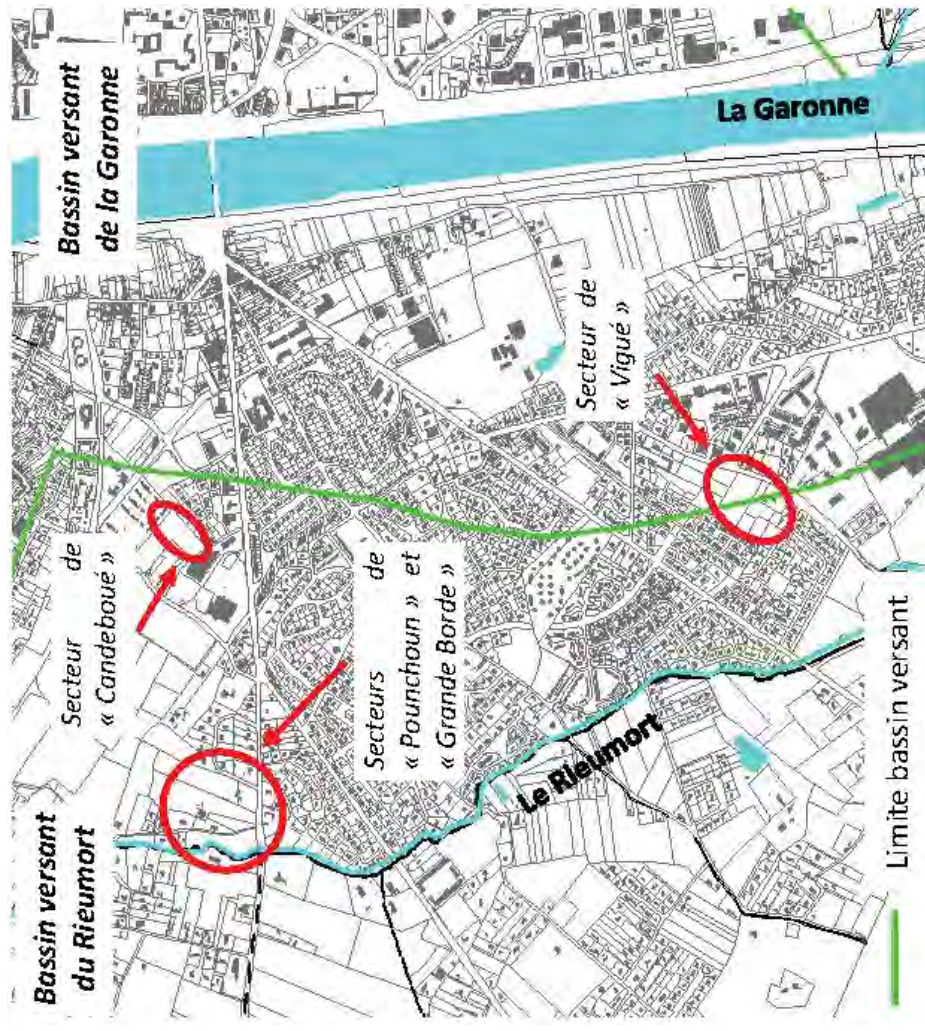 Bassin versant
de la Garonne
La Garonne
Secteur de
« Candeboué »
Secteur de
« Vigué »
Secteurs de
« Pounchoun » et
« Grande Borde »
Bassin versant
du Rieumort
Le Rieumort
Limite bassin versant